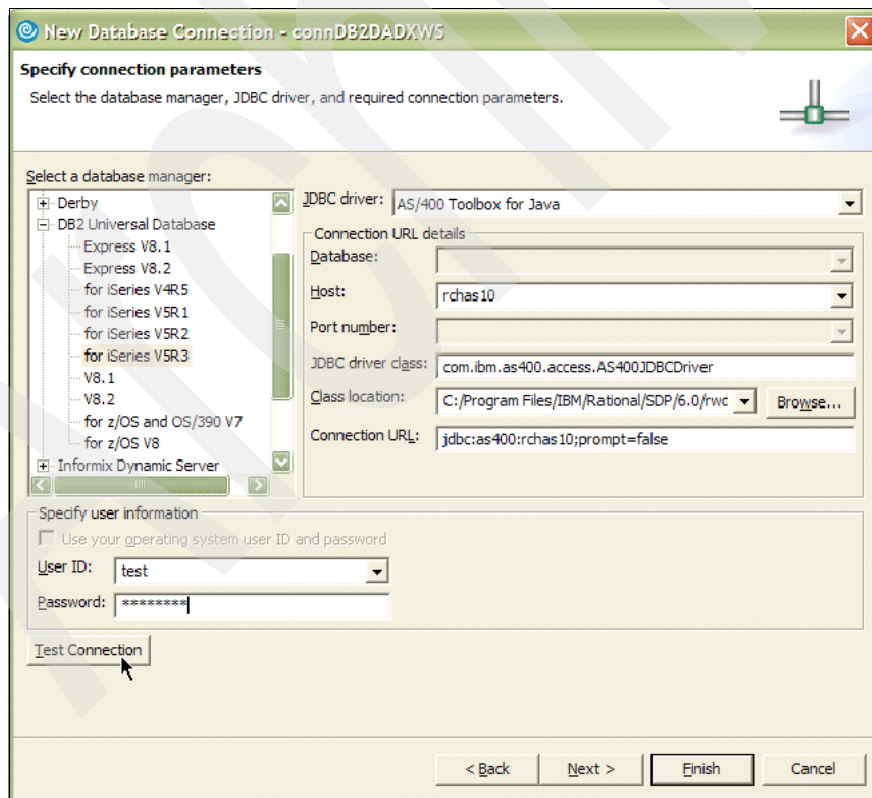 New Database Connection - connDB2DADXWS
Specify connection parameters
Select the database manager, JDBC driver, and required connection parameters.
Select a database manager:
Derby
DB2 Universal Database
Express V8.1
Express V8.2
for iSeries V4R5
for iSeries V5R1
for iSeries V5R2
for iSeries V5R3
V8.1
V8.2
for z/OS and OS/390 V7
for z/OS V8
Informix Dynamic Server
JDBC driver: AS/400 Toolbox for Java
Connection URL details
Database:
Host: rchas10
Port number:
JDBC driver class: com.ibm.as400.access.AS400JDBCDriver
Class location: C:/Program Files/IBM/Rational/SDP/6.0/rwd Browse...
Connection URL: jdbc:as400:rchas10;prompt=false
Specify user information
Use your operating system user ID and password
User ID: test
Password: ********
Test Connection
< Back Next > Finish Cancel